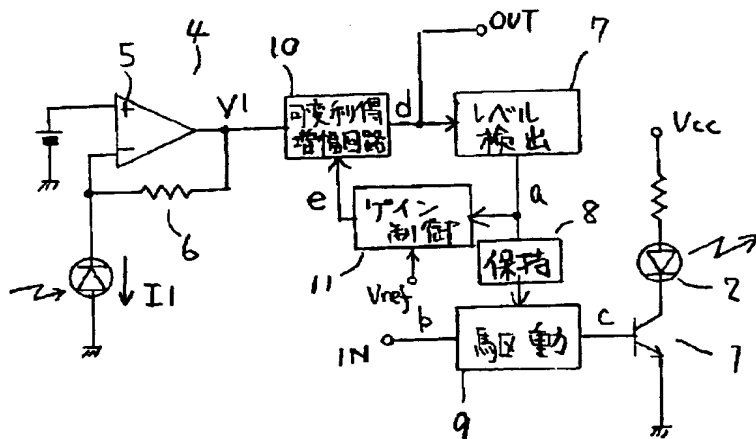 4
5
10
OUT
7
V1
可変利得
増幅回路
d
レベル
検出
Vcc
6
e
ゲイン
制御
a
8
保持
2
I1
11
Vref
b
IN
駆動
c
1
9